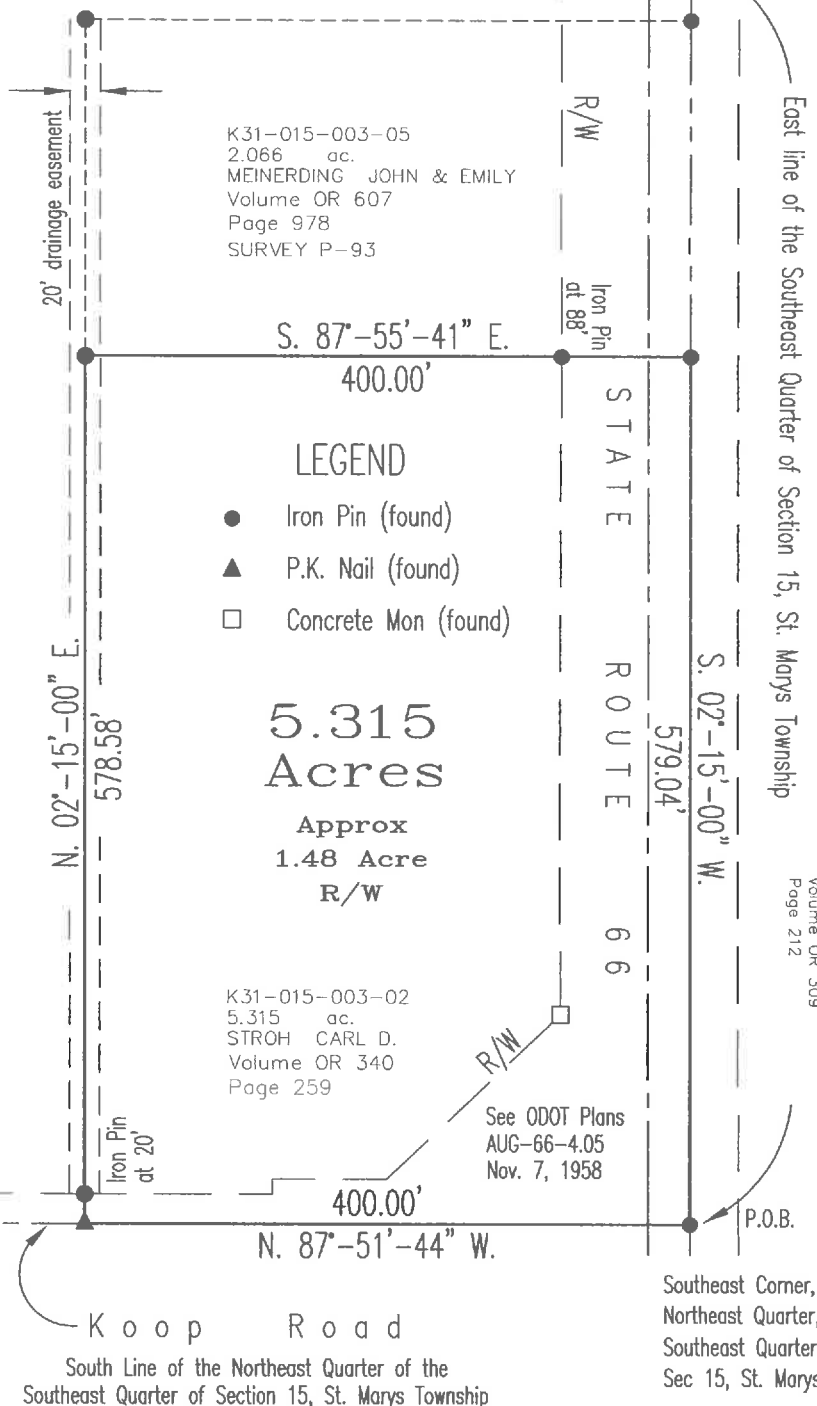 20' drainage easement
K31-015-003-05
2.066 ac.
MEINERDING JOHN & EMILY
Volume OR 607
Page 978
SURVEY P-93
R/W
Iron Pin
at 88'
East line of the Southeast Quarter of Section 15, St. Marys Township
S. 87°-55'-41" E.
400.00'
LEGEND
Iron Pin (found)
P.K. Nail (found)
Concrete Mon (found)
STATE ROUTE 66
N. 02°-15'-00" E.
578.58'
5.315
Acres
Approx
1.48 Acre
R/W
S. 02°-15'-00" W.
579.04'
Volume OR 309
Page 212
K31-015-003-02
5.315 ac.
STROH CARL D.
Volume OR 340
Page 259
R/W
See ODOT Plans
AUG-66-4.05
Nov. 7, 1958
Iron Pin
at 20'
400.00'
N. 87°-51'-44" W.
P.O.B.
Koop Road
South Line of the Northeast Quarter of the
Southeast Quarter of Section 15, St. Marys Township
Southeast Corner,
Northeast Quarter,
Southeast Quarter
Sec 15, St. Marys